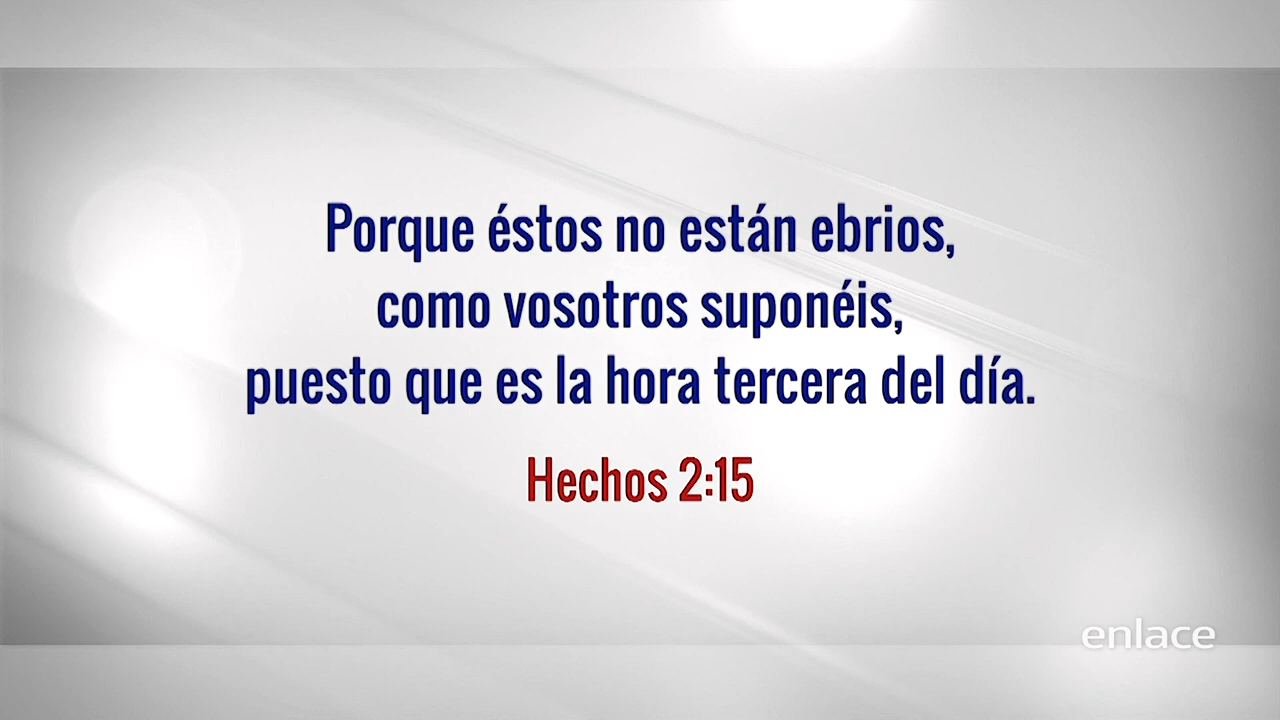 Porque éstos no están ebrios,
como vosotros suponéis,
puesto que es la hora tercera del día.
Hechos 2:15
enlace